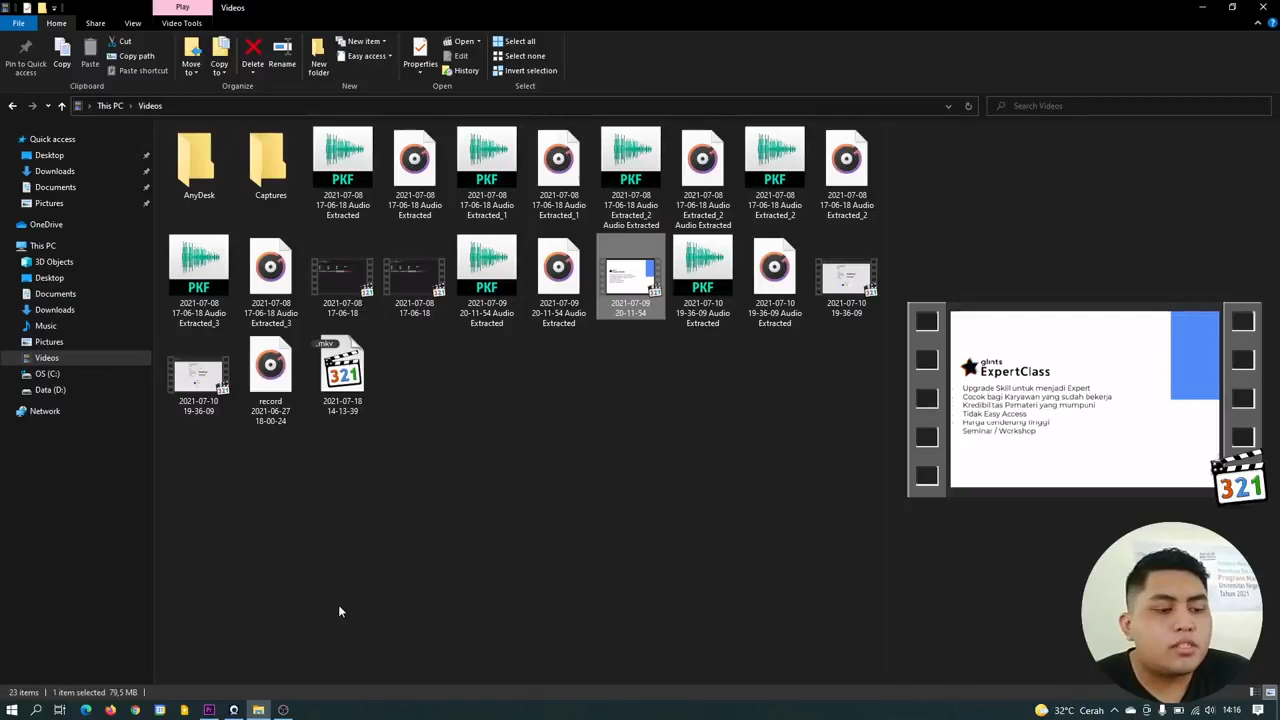 Play
Videos
File
Home
Share
View
Video Tools
Pin to Quick
access
Copy
Paste
Cut
Copy path
Paste shortcut
Clipboard
Move
to
Copy
to
Delete
Rename
Organize
New
folder
New item
Easy access
New
Properties
Open
Edit
History
Open
Select all
Select none
Invert selection
Select
This PC
Videos
Search Videos
Quick access
Desktop
Downloads
Documents
Pictures
OneDrive
This PC
3D Objects
Desktop
Documents
Downloads
Music
Pictures
Videos
OS (C:)
Data (D:)
Network
AnyDesk
Captures
PKF
2021-07-08
17-06-18 Audio
Extracted
2021-07-08
17-06-18 Audio
Extracted
PKF
2021-07-08
17-06-18 Audio
Extracted_1
2021-07-08
17-06-18 Audio
Extracted_1
PKF
2021-07-08
17-06-18 Audio
Extracted_2
Audio Extracted
2021-07-08
17-06-18 Audio
Extracted_2
Audio Extracted
PKF
2021-07-08
17-06-18 Audio
Extracted_2
2021-07-08
17-06-18 Audio
Extracted_2
PKF
2021-07-08
17-06-18 Audio
Extracted_3
2021-07-08
17-06-18 Audio
Extracted_3
2021-07-08
17-06-18
2021-07-08
17-06-18
PKF
2021-07-09
20-11-54 Audio
Extracted
2021-07-09
20-11-54 Audio
Extracted
2021-07-09
20-11-54
PKF
2021-07-10
19-36-09 Audio
Extracted
2021-07-10
19-36-09 Audio
Extracted
2021-07-10
19-36-09
2021-07-10
19-36-09
record
2021-06-27
18-00-24
.mkv
321
2021-07-18
14-13-39
glints
ExpertClass
Upgrade Skill untuk menjadi Expert
Cocok bagi Karyawan yang sudah bekerja
Kredibilitas Pemateri yang mumpuni
Tidak Easy Access
Harga cenderung tinggi
Seminar / Workshop
321
Program
Universitas
Tahun 2021
23 items
1 item selected 79,5 MB
Pr
32°C Cerah
14:16